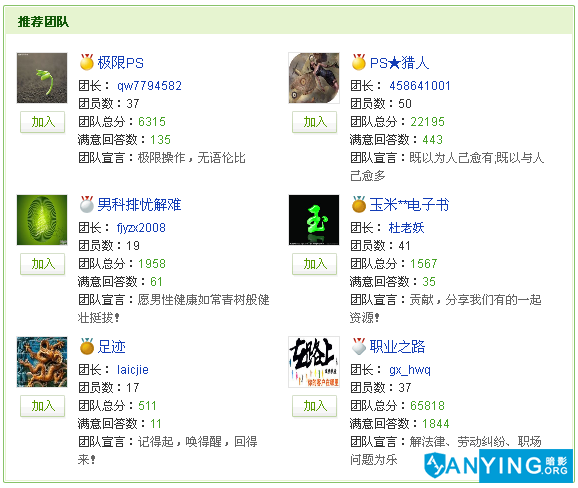 推荐团队
极限PS
团长： qw7794582
团员数：37
团队总分：6315
满意回答数：135
团队宣言：极限操作，无语伦比
加入
PS★猎人
团长： 458641001
团员数：50
团队总分：22195
满意回答数：443
团队宣言：既以为人己愈有;既以与人
己愈多
加入
男科排忧解难
团长： fjyzx2008
团员数：19
团队总分：1958
满意回答数：61
团队宣言：愿男性健康如常青树般健
壮挺拔！
加入
玉
玉米**电子书
团长： 杜老妖
团员数：41
团队总分：1567
满意回答数：35
团队宣言：贡献，分享我们有的一起
资源！
加入
足迹
团长： laicjie
团员数：17
团队总分：511
满意回答数：11
团队宣言：记得起，唤得醒，回得
来！
加入
在路上
职业之路
团长： gx_hwq
团员数：37
团队总分：65818
满意回答数：1844
团队宣言：解法律、劳动纠纷、职场
问题为乐
加入
ANYING暗影.ORG